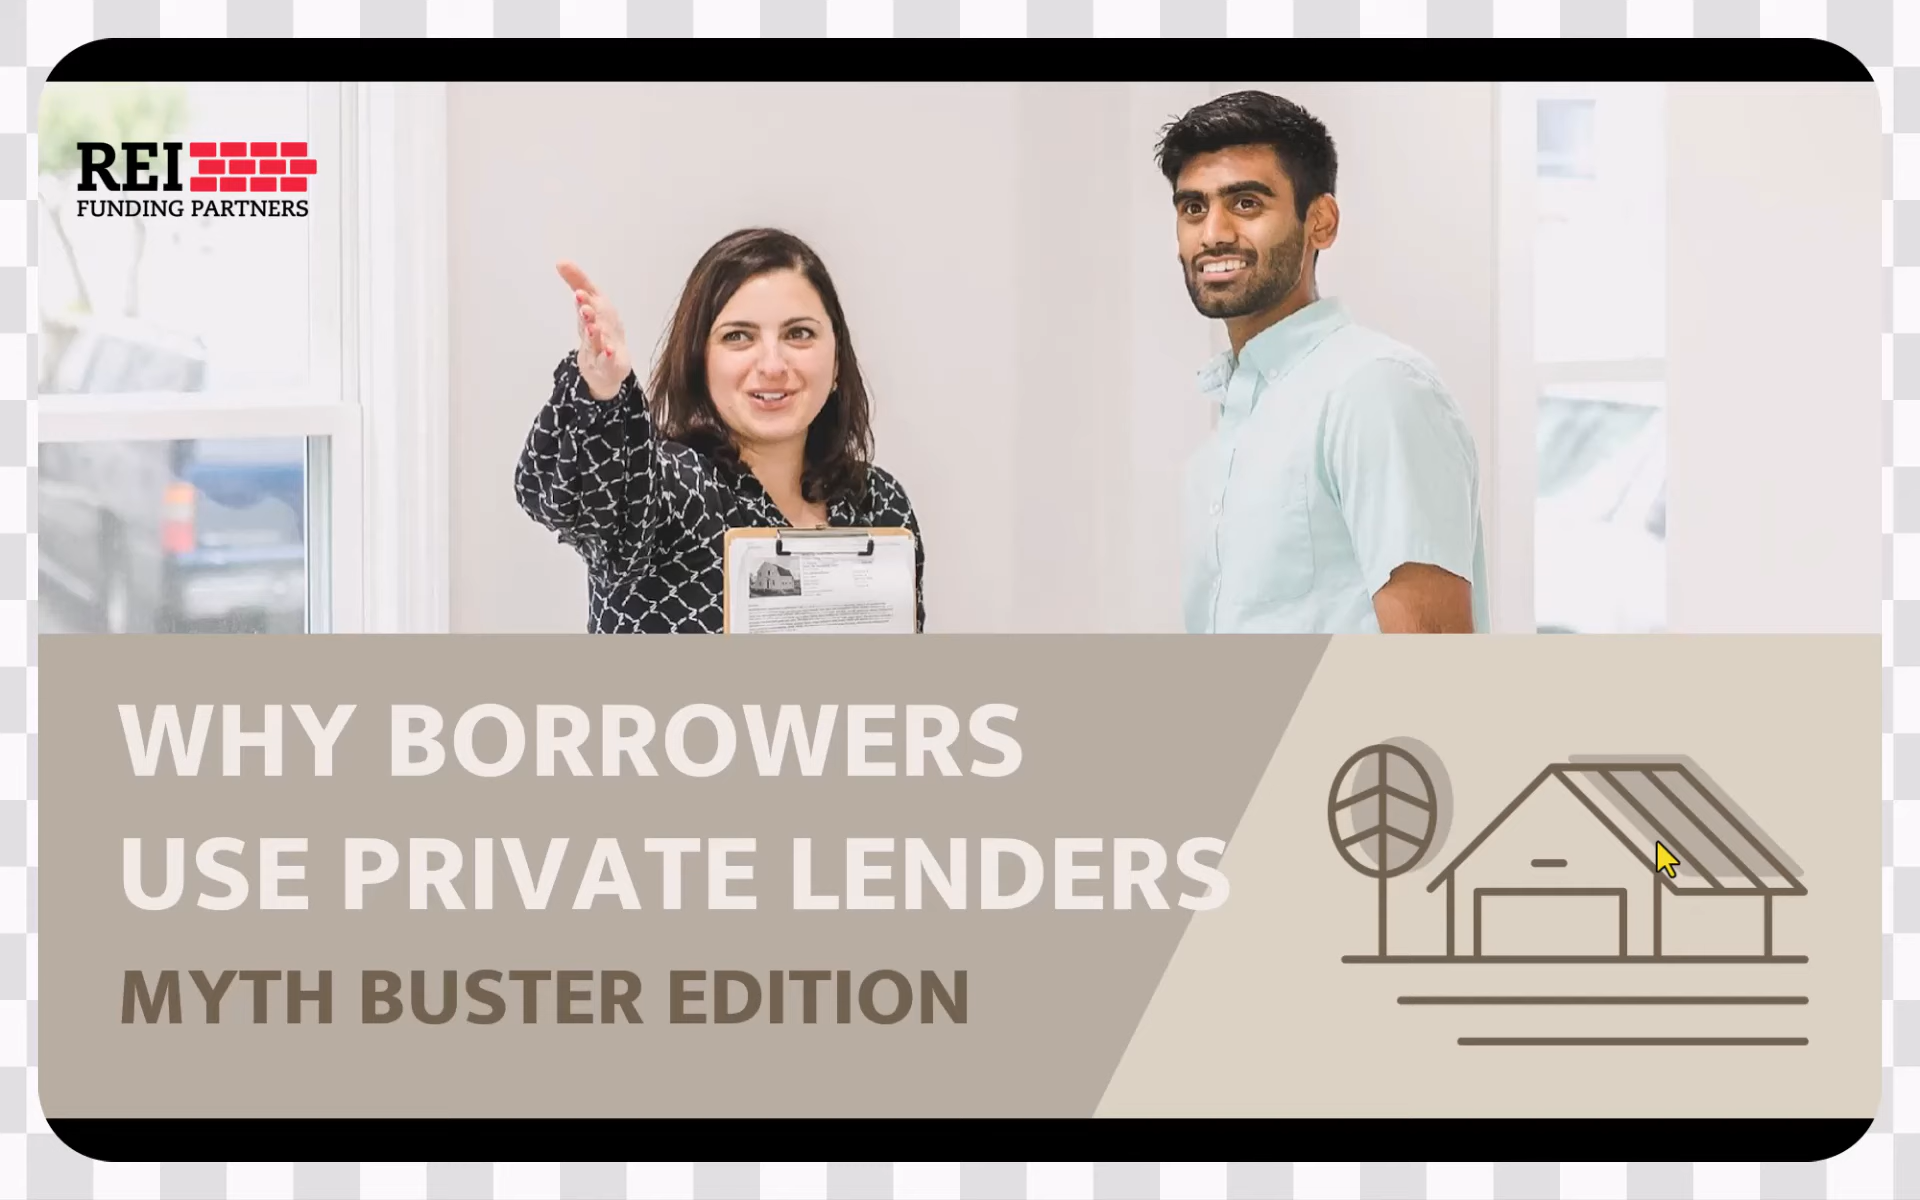 REI
FUNDING PARTNERS
WHY BORROWERS
USE PRIVATE LENDERS
MYTH BUSTER EDITION